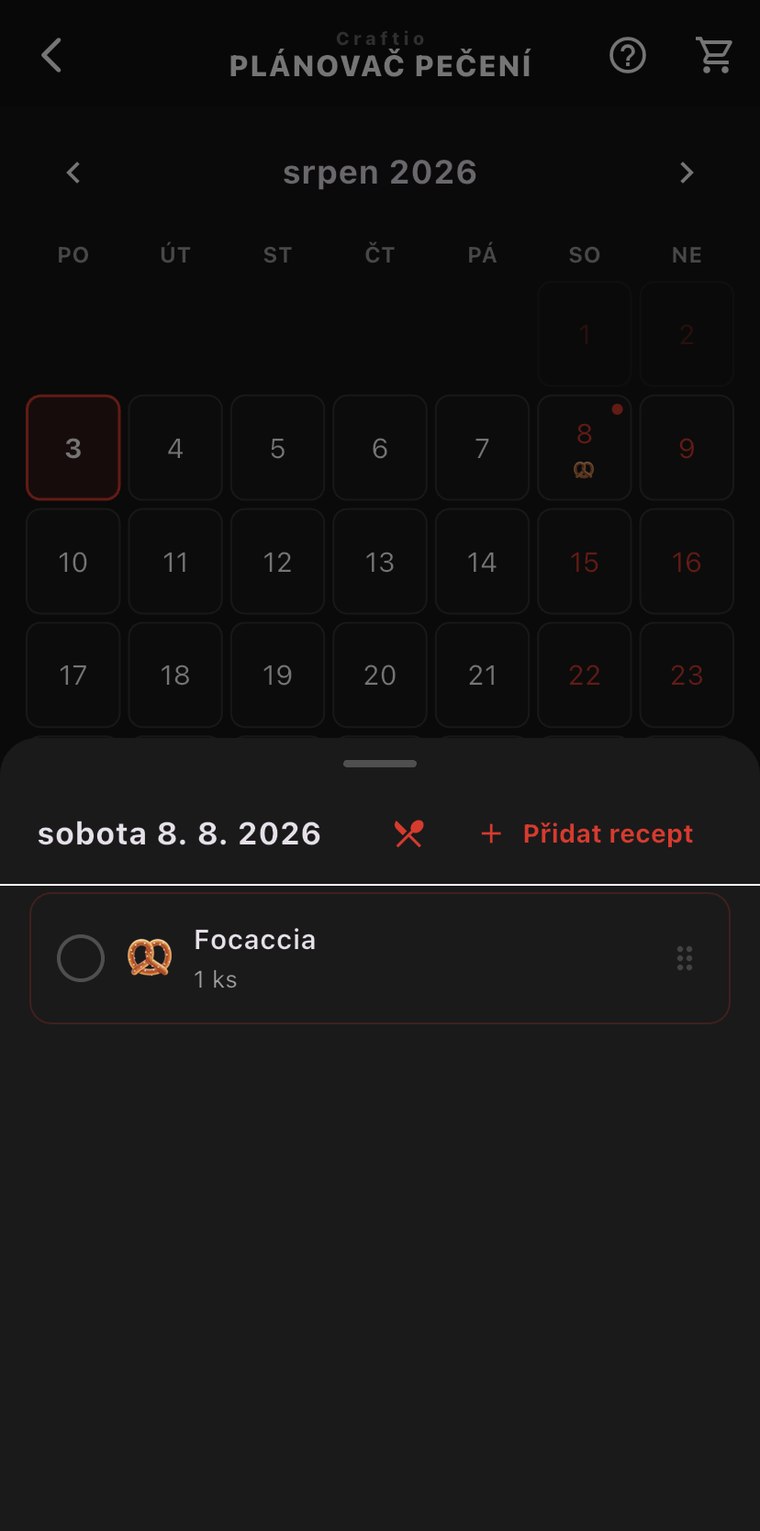 Craftio
PLÁNOVAČ PEČENÍ
srpen 2026
PO ÚT ST ČT PÁ SO NE
1 2
3 4 5 6 7 8 9
10 11 12 13 14 15 16
17 18 19 20 21 22 23
sobota 8. 8. 2026
+ Přidat recept
Focaccia
1 ks